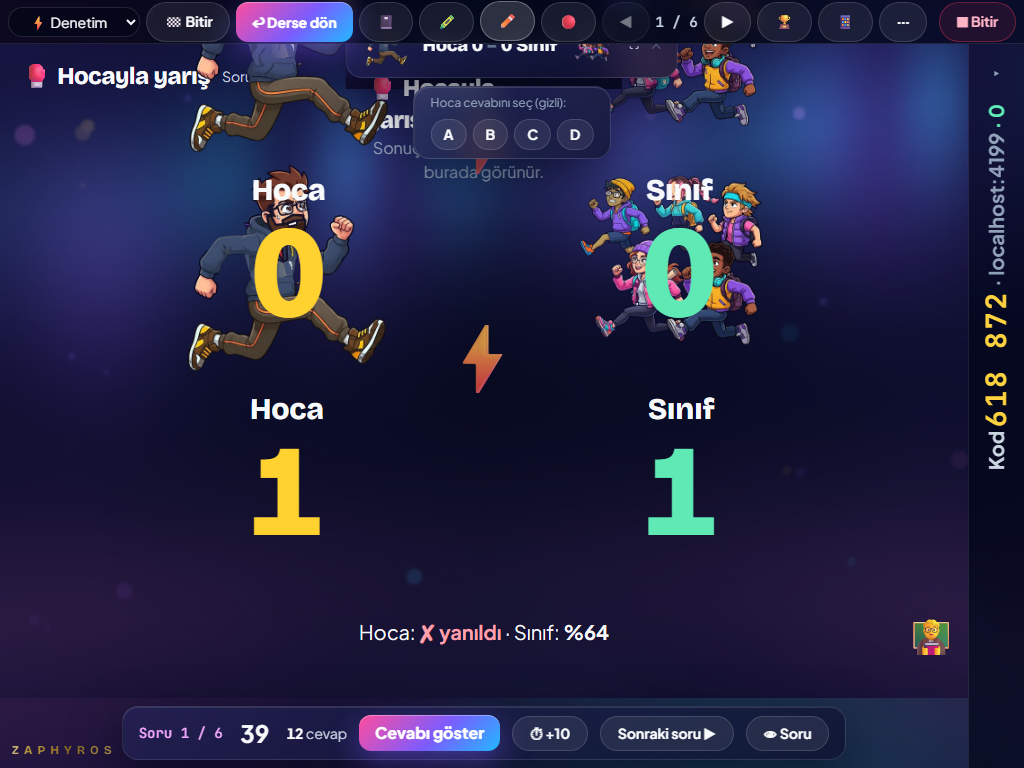 Denetim
Bitir
Derse dön
1 / 6
Bitir
Hoca 0 – 0 Sınıf
Hocayla yarış
Hocayla
Hoca cevabını seç (gizli):
A B C D
burada görünür.
Hoca
Sınıf
0
0
Hoca
Sınıf
1
1
Hoca: ✗ yanıldı · Sınıf: %64
Kod 618 872 · localhost:4199 · 0
ZAPHYROS
Soru 1 / 6
39
12 cevap
Cevabı göster
+10
Sonraki soru ▶
Soru